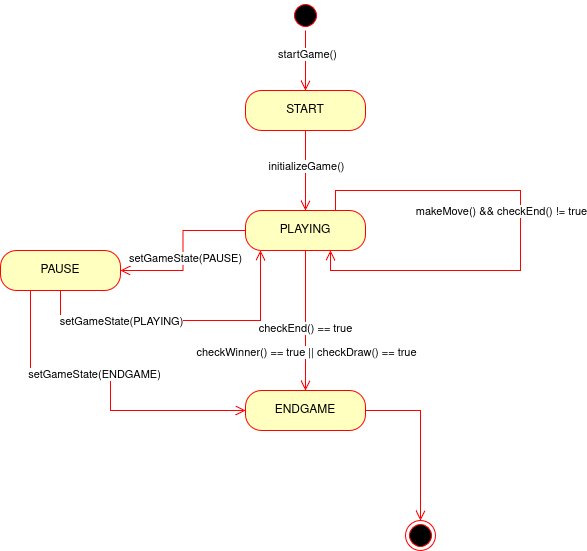 startGame()
START
initializeGame()
makeMove() && checkEnd() != true
PLAYING
setGameState(PAUSE)
PAUSE
setGameState(PLAYING)
checkEnd() == true
checkWinner() == true || checkDraw() == true
setGameState(ENDGAME)
ENDGAME